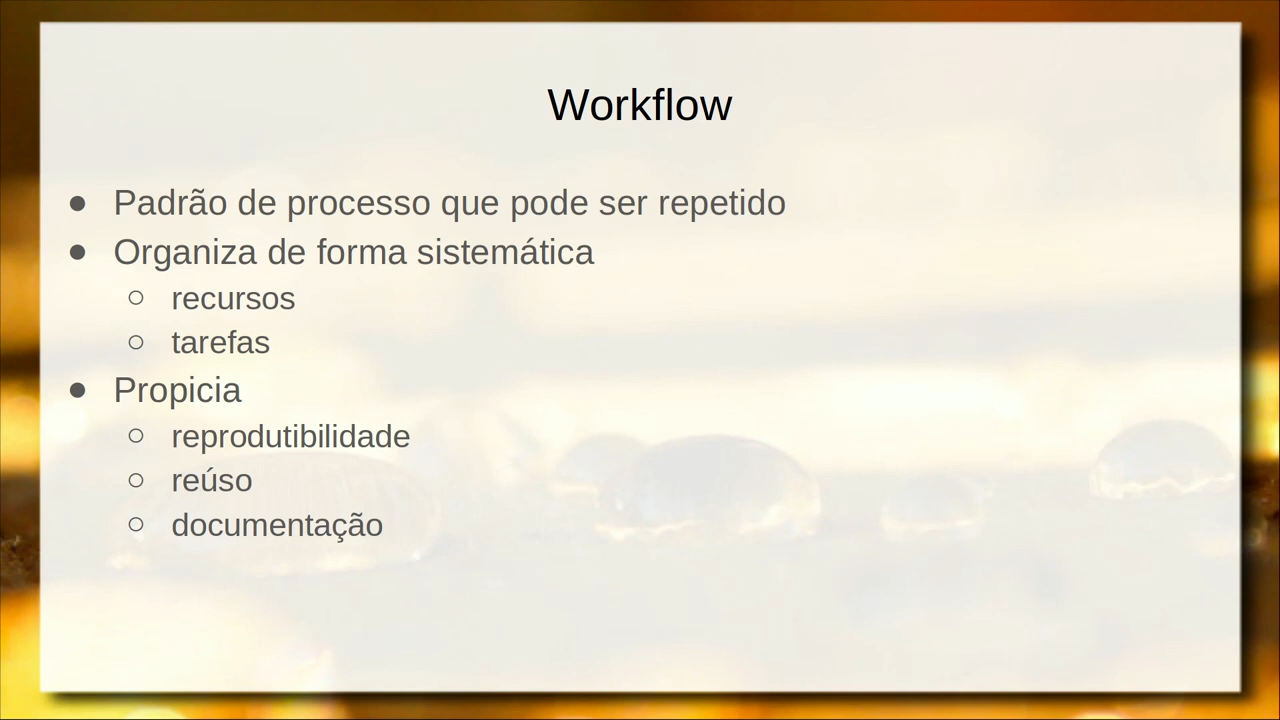 Workflow
● Padrão de processo que pode ser repetido
● Organiza de forma sistemática
○ recursos
○ tarefas
● Propicia
○ reprodutibilidade
○ reúso
○ documentação